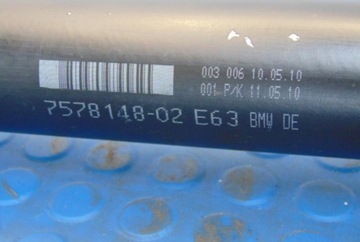 003 006 10.05.10
001 P/K 11.05.10
7578148-02 E63 BMW DE